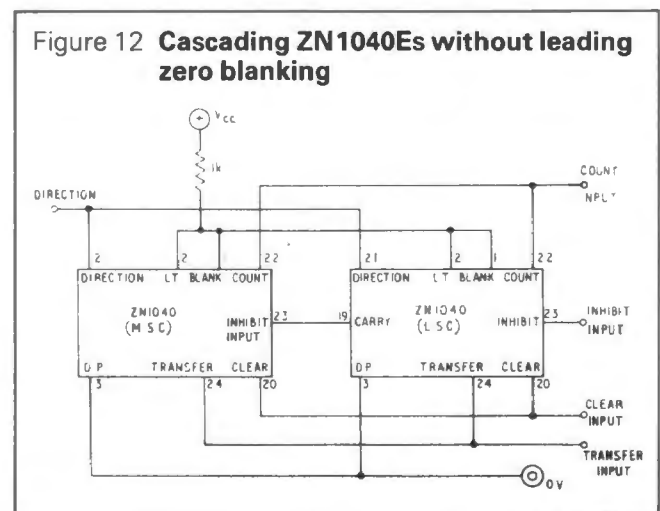 Figure 12 Cascading ZN1040Es without leading
zero blanking
Vcc
1k
DIRECTION
COUNT
NPUT
2 2 1 22 21 2 1 22
DIRECTION LT BLANK COUNT DIRECTION LT BLANK COUNT
ZN1040
(MSC)
INHIBIT
INPUT
23 19
CARRY
ZN1040
(LSC)
INHIBIT
23
INHIBIT
INPUT
DP TRANSFER CLEAR DP TRANSFER CLEAR
3 24 20 3 24 20
CLEAR
INPUT
TRANSFER
INPUT
0V